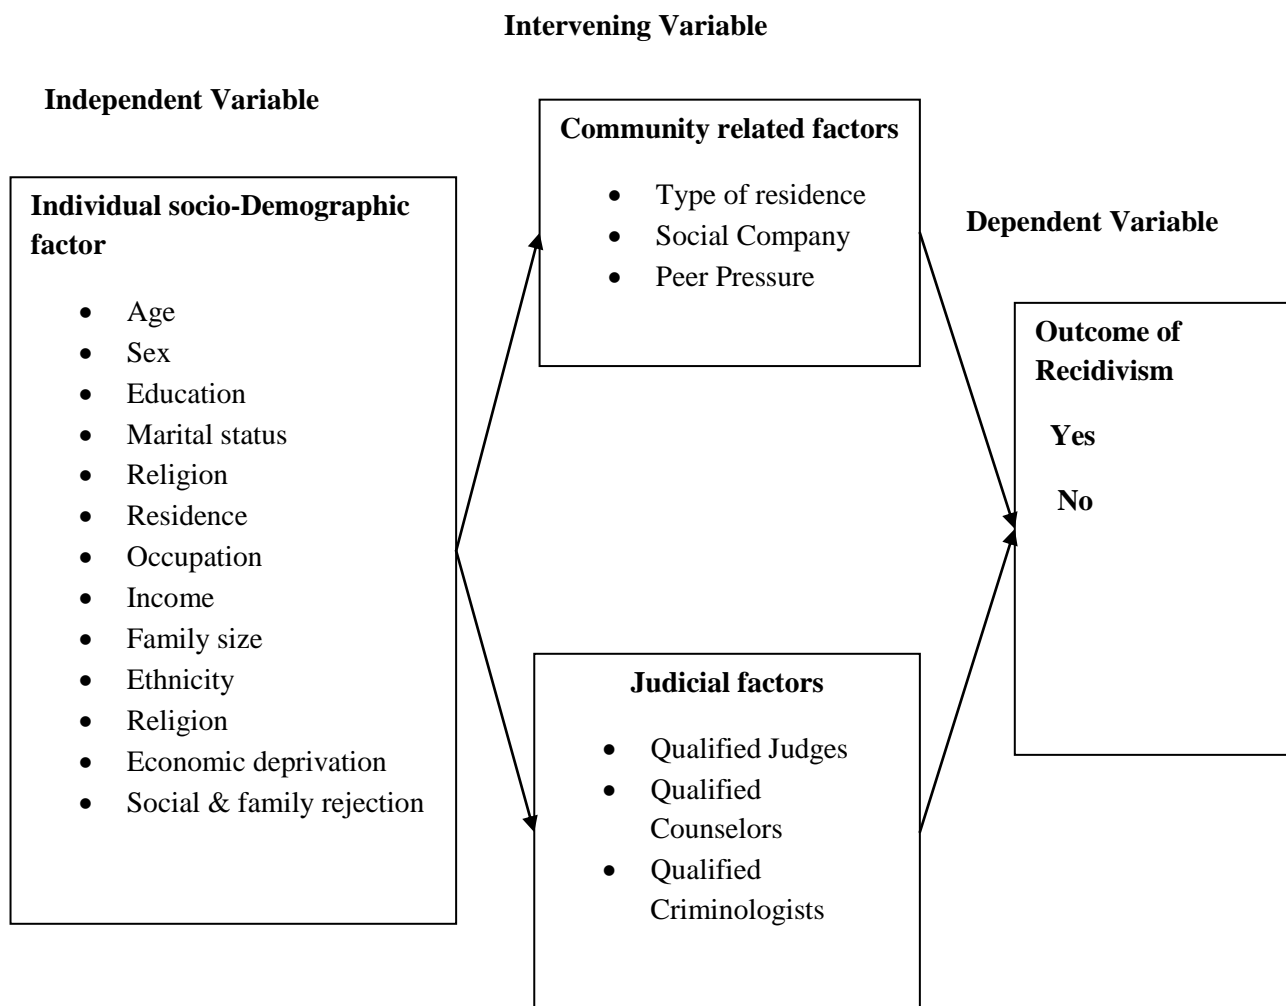 Intervening Variable
Independent Variable
Individual socio-Demographic
factor
• Age
• Sex
• Education
• Marital status
• Religion
• Residence
• Occupation
• Income
• Family size
• Ethnicity
• Religion
• Economic deprivation
• Social & family rejection
Community related factors
• Type of residence
• Social Company
• Peer Pressure
Judicial factors
• Qualified Judges
• Qualified
Counselors
• Qualified
Criminologists
Dependent Variable
Outcome of
Recidivism
Yes
No